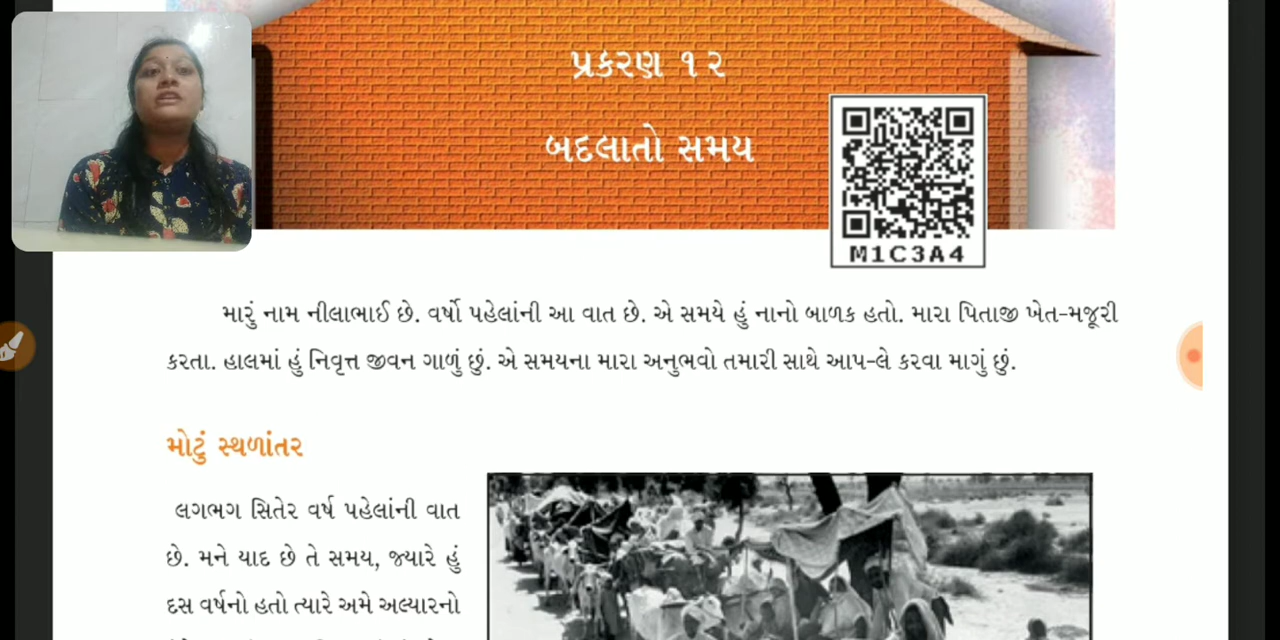 પ્રકરણ ૧૨
બદલાતો સમય
M1C3A4
મારું નામ નીલાભાઈ છે. વર્ષો પહેલાંની આ વાત છે. એ સમયે હું નાનો બાળક હતો. મારા પિતાજી ખેત-મજૂરી
કરતા. હાલમાં હું નિવૃત્ત જીવન ગાળું છું. એ સમયના મારા અનુભવો તમારી સાથે આપ-લે કરવા માગું છું.
મોટું સ્થળાંતર
લગભગ સિતેર વર્ષ પહેલાંની વાત
છે. મને યાદ છે તે સમય, જ્યારે હું
દસ વર્ષનો હતો ત્યારે અમે અલ્યારનો